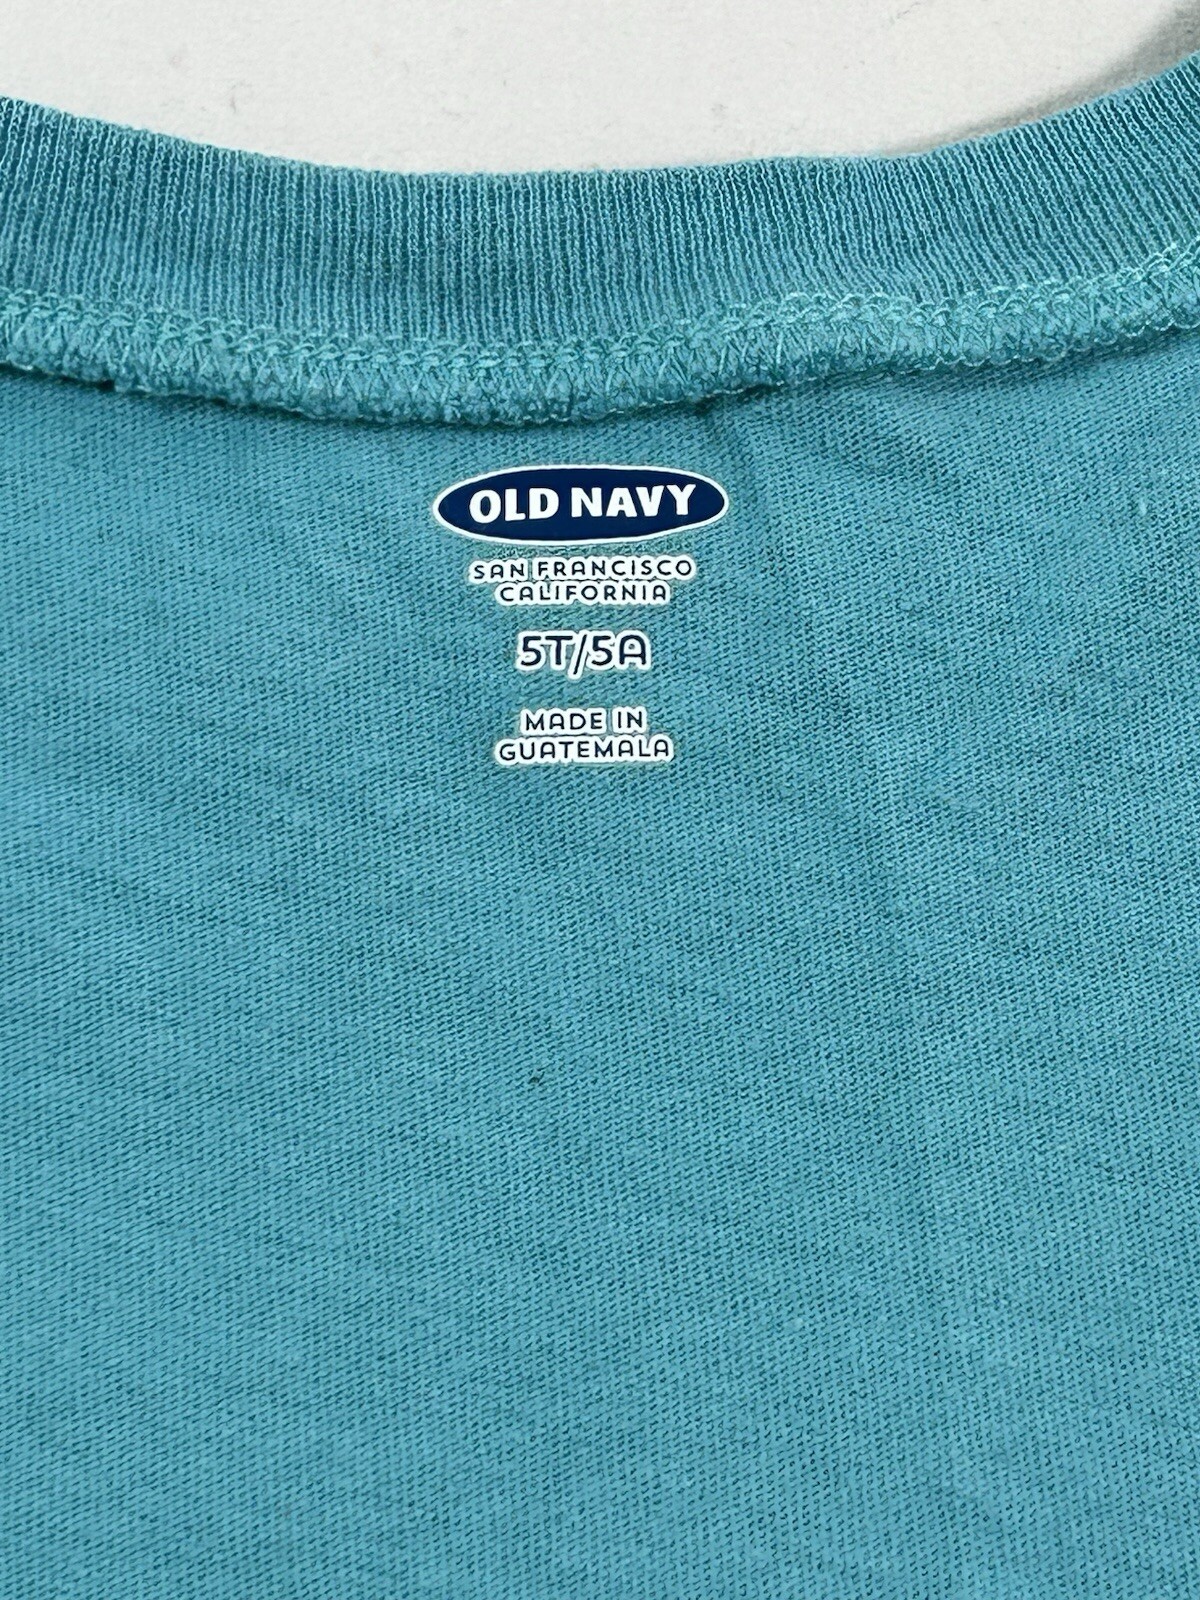 OLD NAVY
SAN FRANCISCO
CALIFORNIA
5T/5A
MADE IN
GUATEMALA